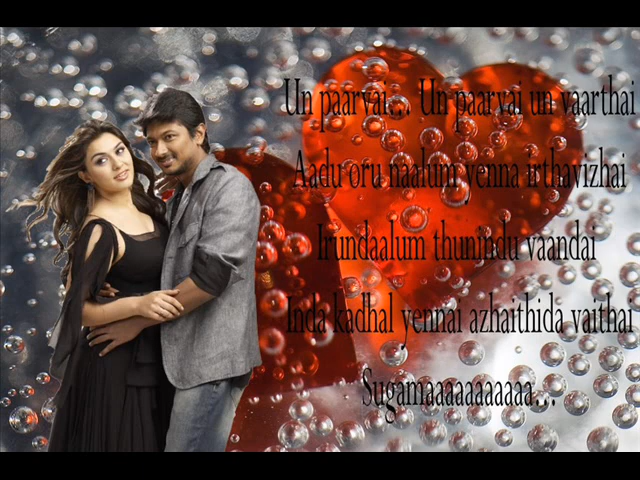 Un paarvai... Un paarvai un vaarthai
Aadu oru naalum yenna irthavizhai
Irundaalum thunindu vaandai
Inda kadhal yennai azhaithida vaithai
Sugamaaaaaaaaaaa...